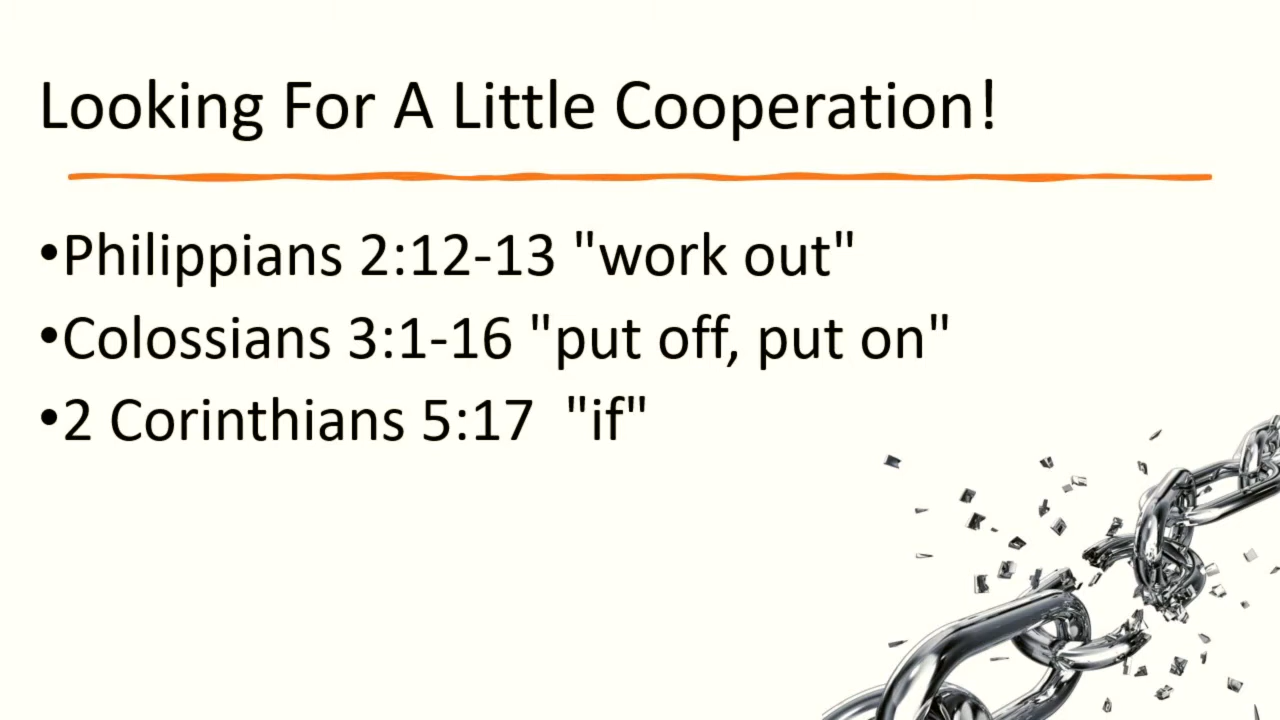 Looking For A Little Cooperation!
•Philippians 2:12-13 "work out"
•Colossians 3:1-16 "put off, put on"
•2 Corinthians 5:17  "if"